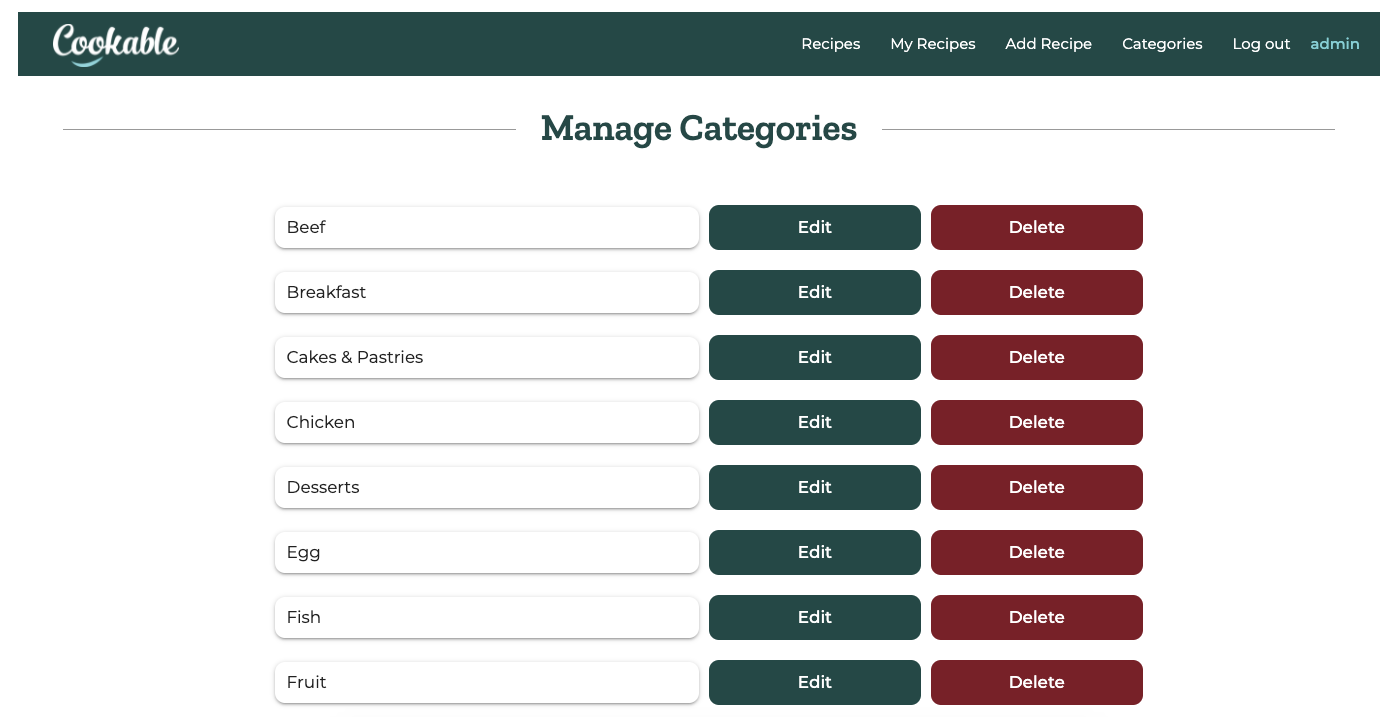 Cookable Recipes My Recipes Add Recipe Categories Log out admin
Manage Categories
Beef Edit Delete
Breakfast Edit Delete
Cakes & Pastries Edit Delete
Chicken Edit Delete
Desserts Edit Delete
Egg Edit Delete
Fish Edit Delete
Fruit Edit Delete